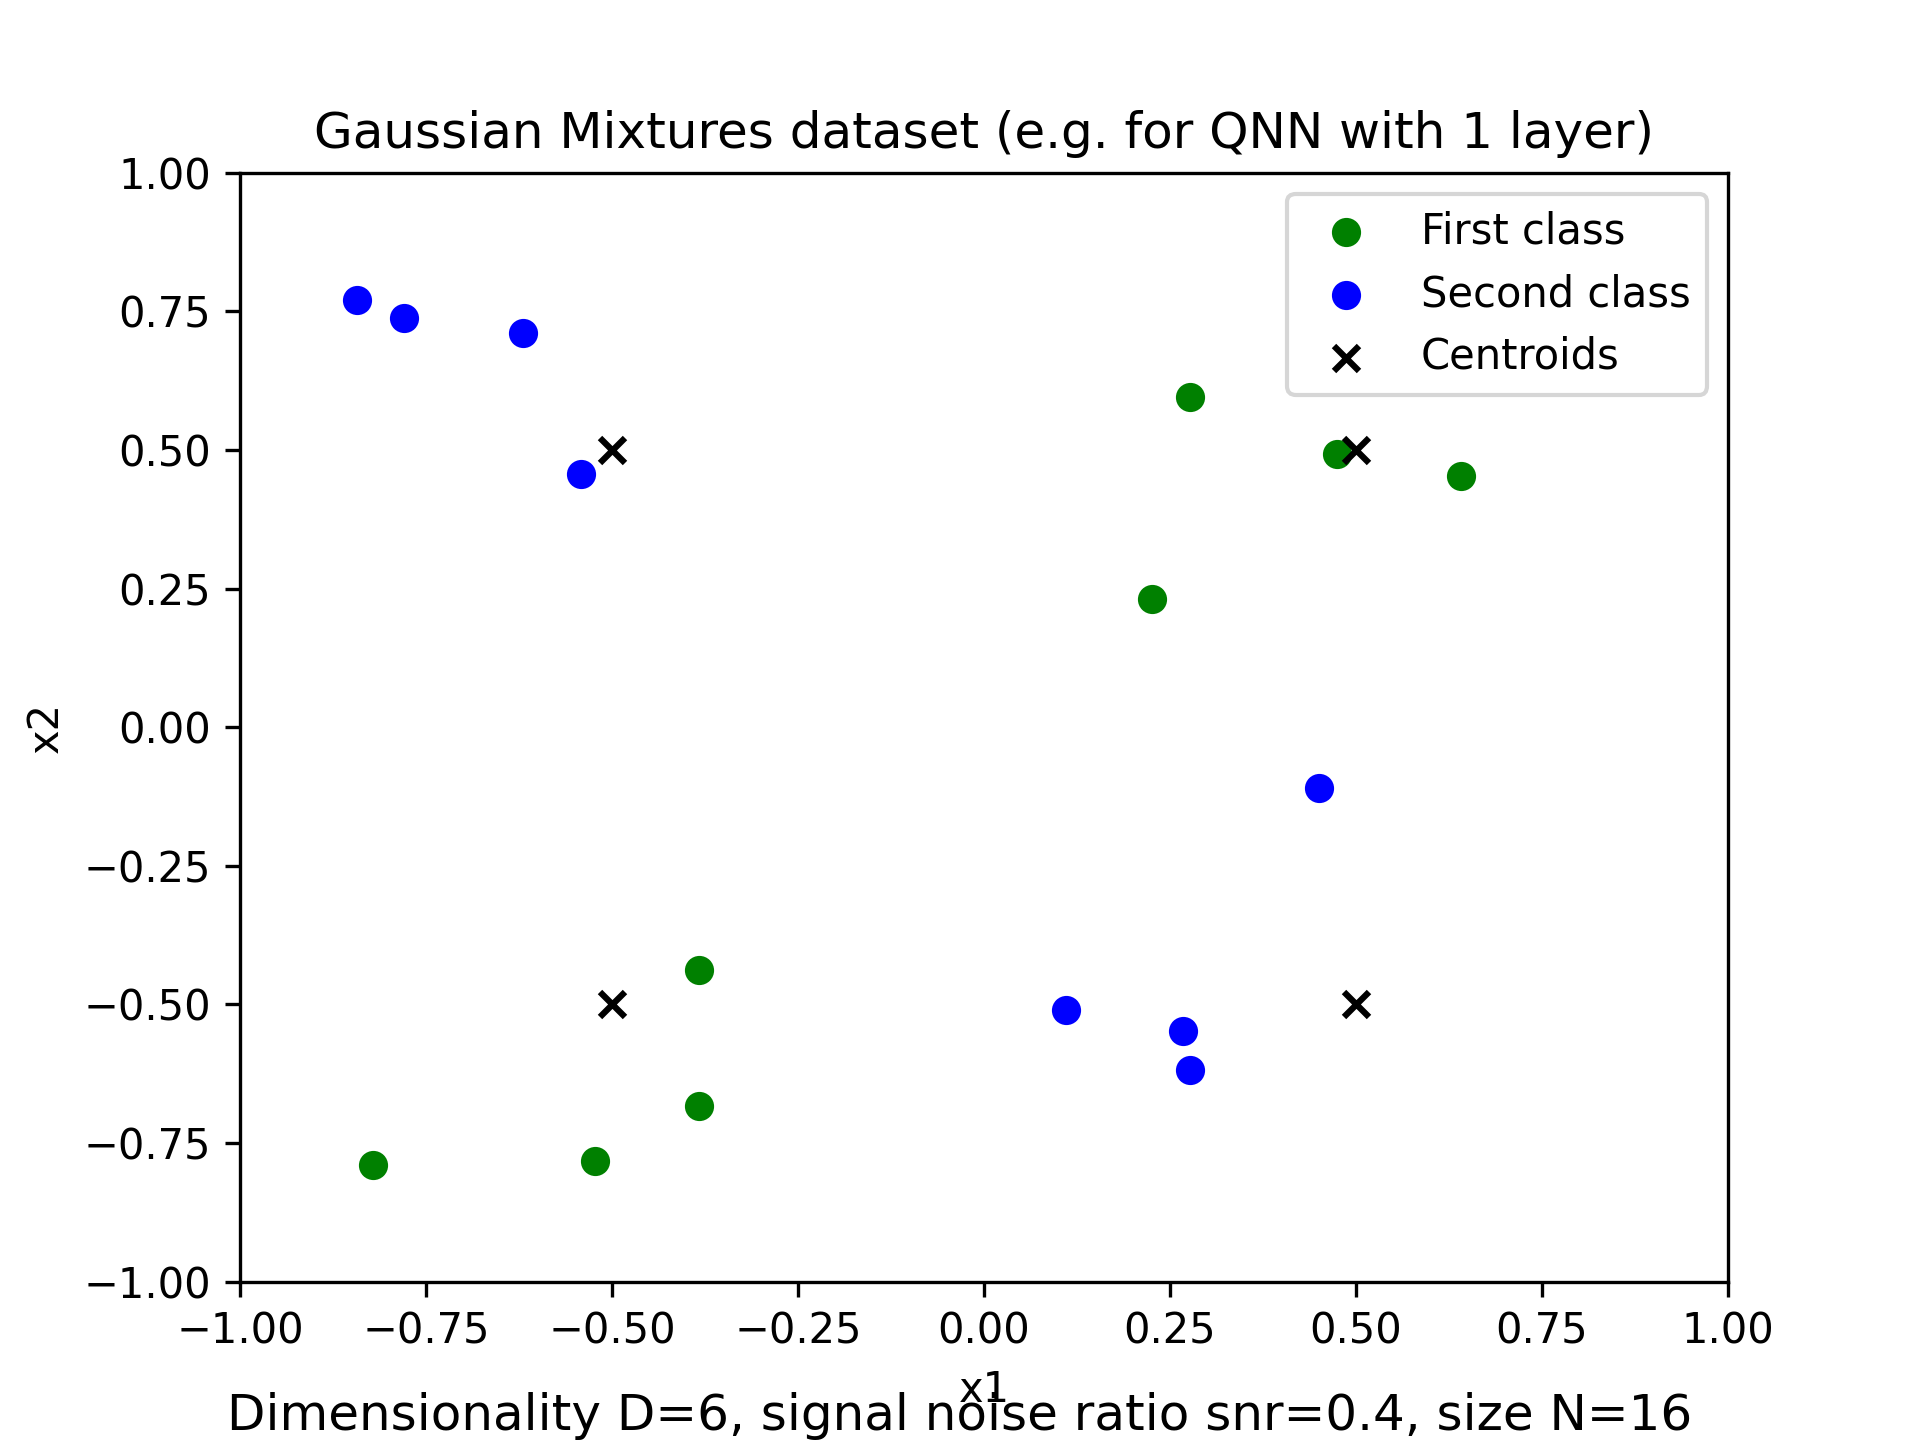 Gaussian Mixtures dataset (e.g. for QNN with 1 layer)
First class
Second class
Centroids
1.00
0.75
0.50
0.25
0.00
−0.25
−0.50
−0.75
−1.00
x2
−1.00 −0.75 −0.50 −0.25 0.00 0.25 0.50 0.75 1.00
x1
Dimensionality D=6, signal noise ratio snr=0.4, size N=16